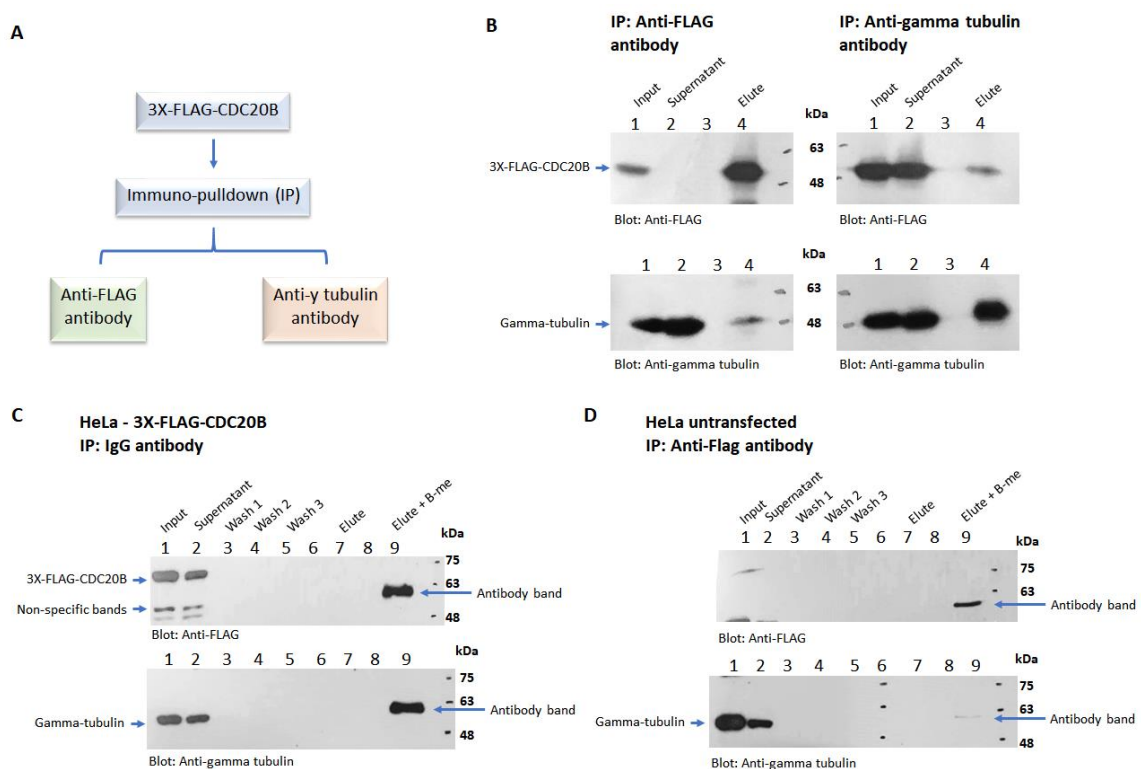 A
3X-FLAG-CDC20B
Immuno-pulldown (IP)
Anti-FLAG
antibody
Anti-γ tubulin
antibody
B
IP: Anti-FLAG
antibody
IP: Anti-gamma tubulin
antibody
Input Supernatant Elute
Input Supernatant Elute
1 2 3 4 kDa 1 2 3 4
3X-FLAG-CDC20B
63
48
Blot: Anti-FLAG
Blot: Anti-FLAG
1 2 3 4 kDa 1 2 3 4
63
Gamma-tubulin 48
Blot: Anti-gamma tubulin
Blot: Anti-gamma tubulin
C
HeLa - 3X-FLAG-CDC20B
IP: IgG antibody
Input Supernatant Wash 1 Wash 2 Wash 3 Elute Elute + B-me
1 2 3 4 5 6 7 8 9 kDa
75
3X-FLAG-CDC20B 63
Antibody band
Non-specific bands
48
Blot: Anti-FLAG
1 2 3 4 5 6 7 8 9 kDa
75
63
Antibody band
Gamma-tubulin
48
Blot: Anti-gamma tubulin
D
HeLa untransfected
IP: Anti-Flag antibody
Input Supernatant Wash 1 Wash 2 Wash 3 Elute Elute + B-me
1 2 3 4 5 6 7 8 9 kDa
75
63
Antibody band
48
Blot: Anti-FLAG
1 2 3 4 5 6 7 8 9 kDa
75
63
Gamma-tubulin Antibody band
48
Blot: Anti-gamma tubulin